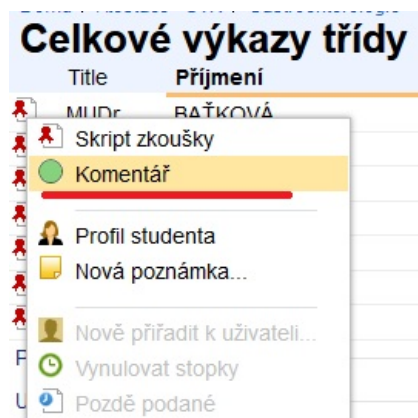 Celkové výkazy třídy
Title Příjmení
MUDr. BAŤKOVÁ
Skript zkoušky
Komentář
Profil studenta
Nová poznámka...
Nově přiřadit k uživateli...
Vynulovat stopky
Pozdě podané